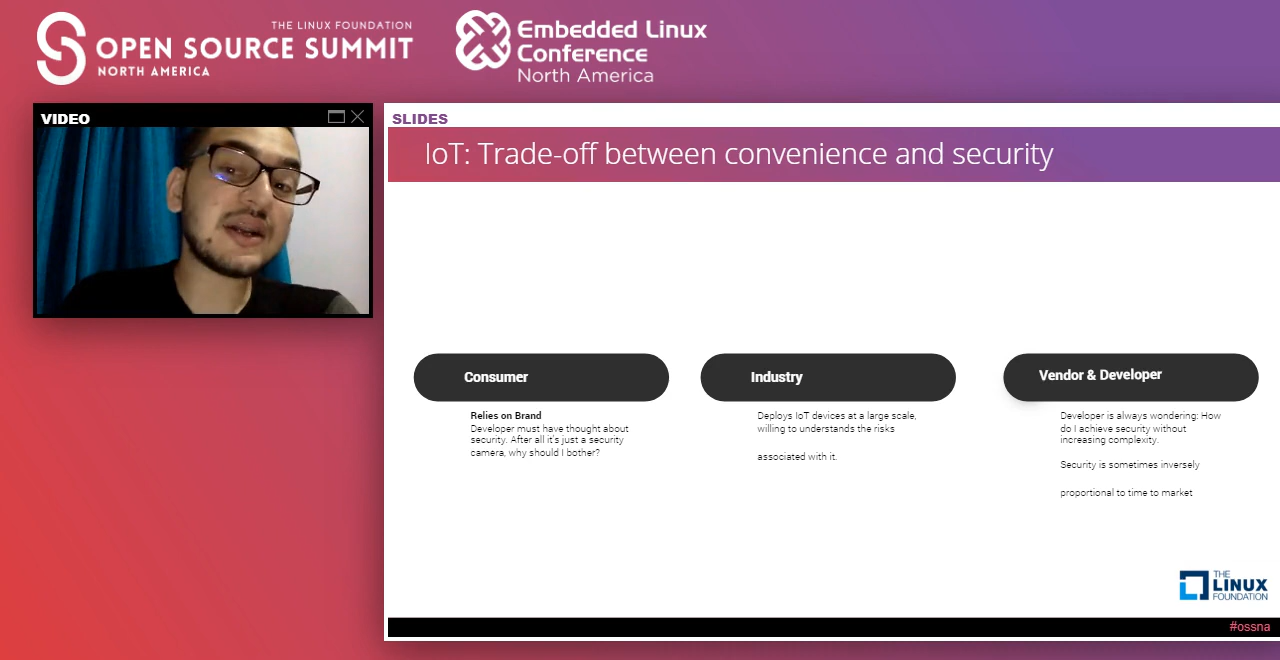 THE LINUX FOUNDATION
OPEN SOURCE SUMMIT
NORTH AMERICA
Embedded Linux
Conference
North America
VIDEO
SLIDES
IoT: Trade-off between convenience and security
Consumer
Relies on Brand
Developer must have thought about
security. After all it's just a security
camera, why should I bother?
Industry
Deploys IoT devices at a large scale,
willing to understands the risks
associated with it.
Vendor & Developer
Developer is always wondering: How
do I achieve security without
increasing complexity.
Security is sometimes inversely
proportional to time to market
THE
LINUX
FOUNDATION
#ossna